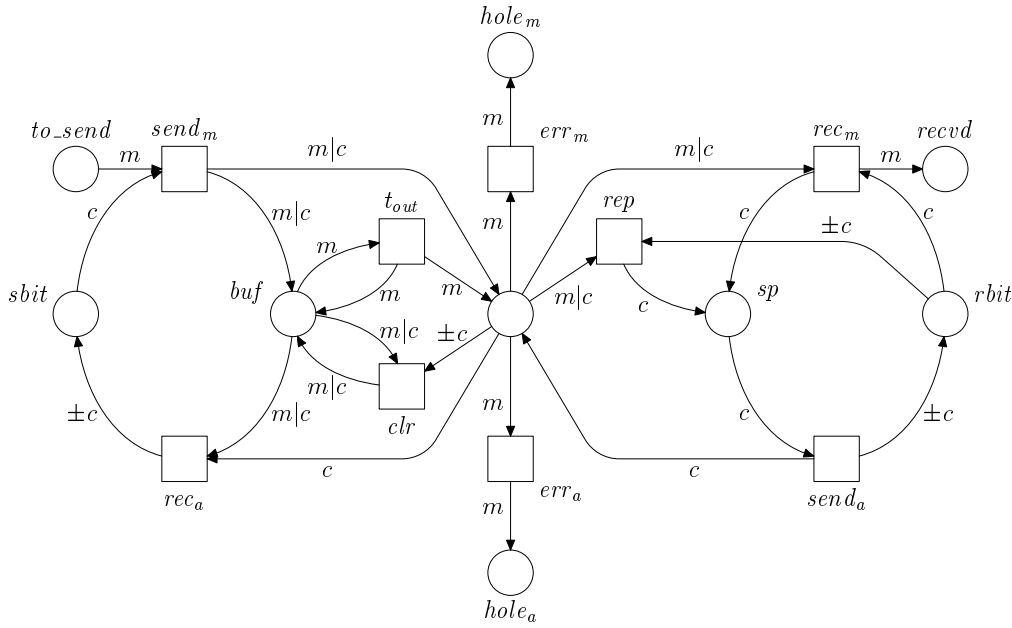 hole_m
to_send
send_m
m
m|c
m
err_m
m|c
rec_m
m
recvd
c
m|c
t_out
m
m
rep
c
±c
c
sbit
buf
m
m
m|c
±c
m|c
c
sp
rbit
m|c
clr
±c
m|c
m
c
±c
rec_a
c
m
err_a
c
send_a
hole_a